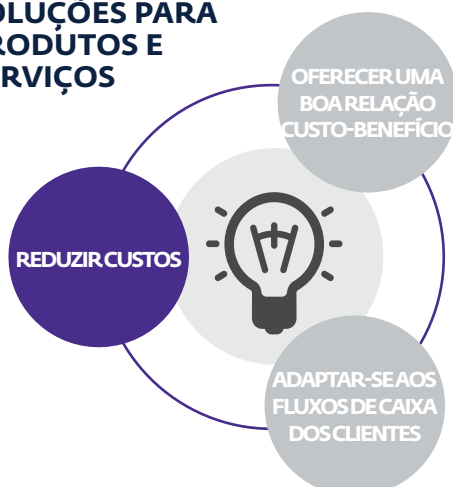 OLUÇÕES PARA
RODUTOS E
ERVIÇOS
OFERECER UMA
BOA RELAÇÃO
CUSTO-BENEFÍCIO
REDUZIR CUSTOS
ADAPTAR-SE AOS
FLUXOS DE CAIXA
DOS CLIENTES